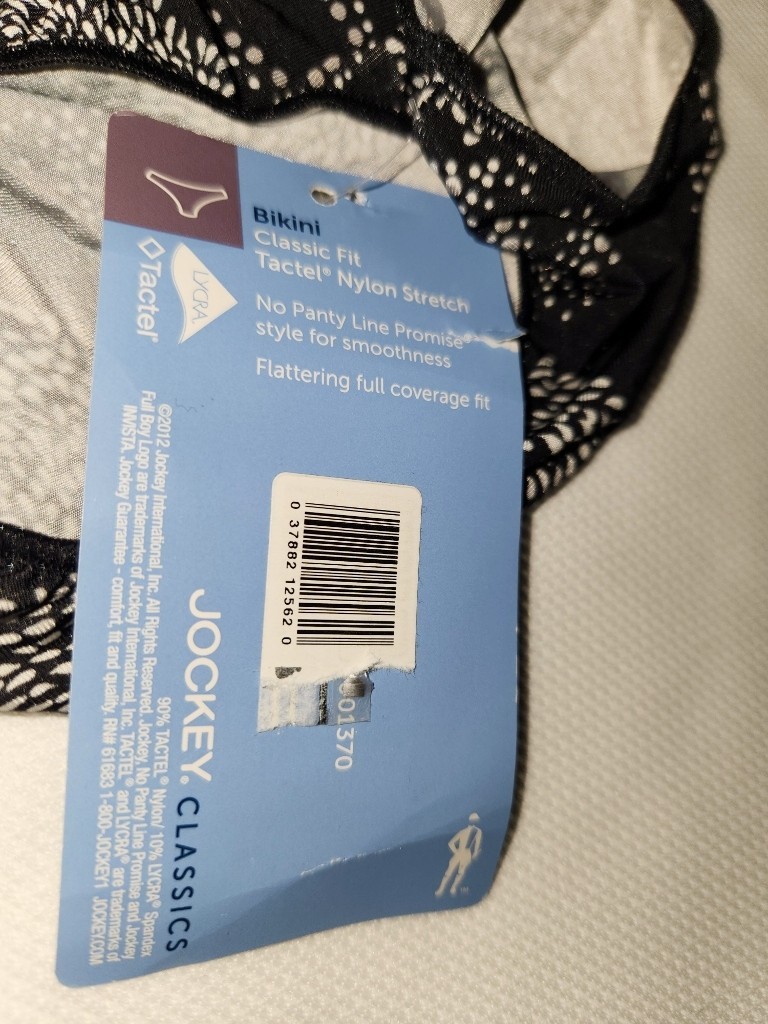 Bikini
Classic Fit
Tactel® Nylon Stretch
No Panty Line Promise®
style for smoothness
Flattering full coverage fit
LYCRA
Tactel®
0 37882 12562 0
01370
JOCKEY® CLASSICS
90% TACTEL® Nylon/ 10% LYCRA® Spandex
©2012 Jockey International, Inc. All Rights Reserved. Jockey, No Panty Line Promise and Jockey
Full Boy Logo are trademarks of Jockey International, Inc. TACTEL® and LYCRA® are trademarks of
INVISTA. Jockey Guarantee - comfort, fit and quality. RN# 61683 1-800-JOCKEY1 JOCKEY.COM